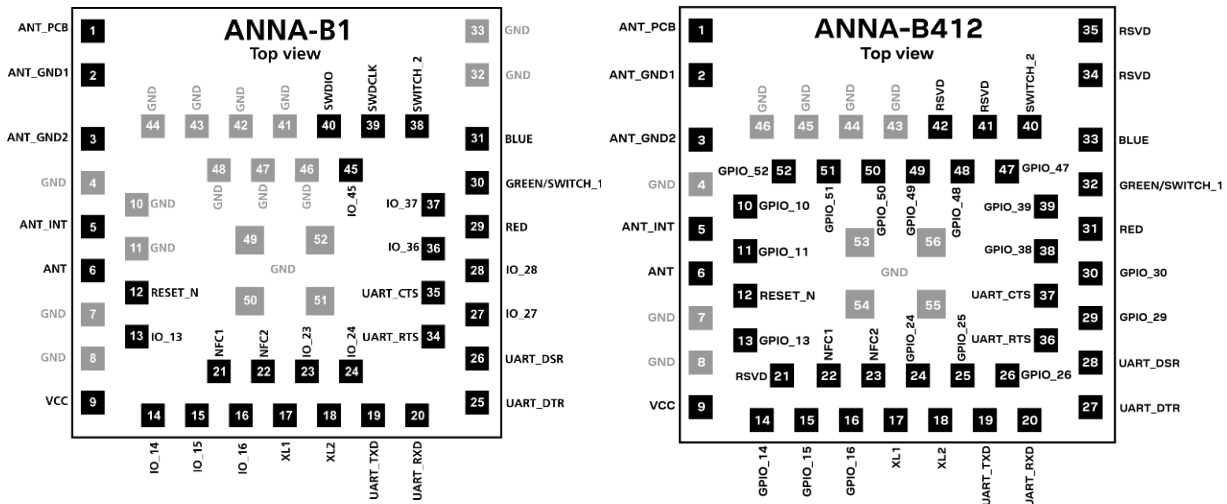 ANNA-B1
Top view
ANT_PCB 1
33 GND
ANT_GND1 2
32 GND
GND GND GND GND SWDIO SWDCLK SWITCH_2
44 43 42 41 40 39 38
ANT_GND2 3
31 BLUE
48 47 46 45
GND GND GND IO_45
GND 4
30 GREEN/SWITCH_1
10 GND
IO_37 37
ANT_INT 5
29 RED
11 GND
49 52
IO_36 36
ANT 6
GND
28 IO_28
12 RESET_N
50 51
UART_CTS 35
GND 7
27 IO_27
13 IO_13
UART_RTS 34
GND 8
NFC1 NFC2 IO_23 IO_24
21 22 23 24
26 UART_DSR
VCC 9
25 UART_DTR
14 15 16 17 18 19 20
IO_14 IO_15 IO_16 XL1 XL2 UART_TXD UART_RXD
ANNA-B412
Top view
ANT_PCB 1
35 RSVD
ANT_GND1 2
34 RSVD
GND GND GND GND RSVD RSVD SWITCH_2
46 45 44 43 42 41 40
ANT_GND2 3
33 BLUE
GPIO_52 52 51 50 49 48 47 GPIO_47
GPIO_51 GPIO_50 GPIO_49 GPIO_48
GND 4
32 GREEN/SWITCH_1
10 GPIO_10
GPIO_39 39
ANT_INT 5
31 RED
11 GPIO_11
53 56
GPIO_38 38
ANT 6
GND
30 GPIO_30
12 RESET_N
54 55
UART_CTS 37
GND 7
29 GPIO_29
13 GPIO_13
UART_RTS 36
GND 8
NFC1 NFC2 GPIO_24 GPIO_25
28 UART_DSR
RSVD 21 22 23 24 25 26 GPIO_26
VCC 9
27 UART_DTR
14 15 16 17 18 19 20
GPIO_14 GPIO_15 GPIO_16 XL1 XL2 UART_TXD UART_RXD